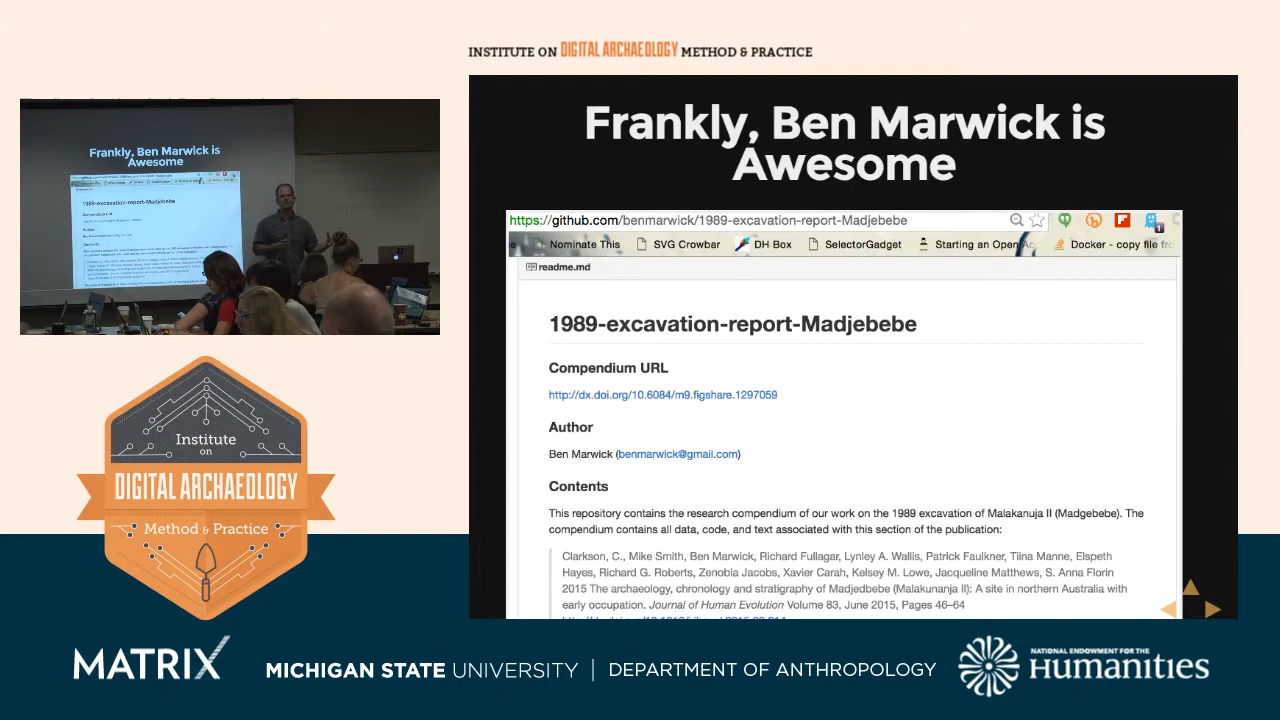 INSTITUTE ON DIGITAL ARCHAEOLOGY METHOD & PRACTICE
Frankly, Ben Marwick is
Awesome
Frankly, Ben Marwick is
Awesome
1989-excavation-report-Madjebebe
https://github.com/benmarwick/1989-excavation-report-Madjebebe
Nominate This SVG Crowbar DH Box SelectorGadget Starting an Open Ac Docker - copy file fro
readme.md
1989-excavation-report-Madjebebe
Compendium URL
http://dx.doi.org/10.6084/m9.figshare.1297059
Author
Ben Marwick (benmarwick@gmail.com)
Contents
This repository contains the research compendium of our work on the 1989 excavation of Malakanuja II (Madgebebe). The
compendium contains all data, code, and text associated with this section of the publication:
Clarkson, C., Mike Smith, Ben Marwick, Richard Fullagar, Lynley A. Wallis, Patrick Faulkner, Tiina Manne, Elspeth
Hayes, Richard G. Roberts, Zenobia Jacobs, Xavier Carah, Kelsey M. Lowe, Jacqueline Matthews, S. Anna Florin
2015 The archaeology, chronology and stratigraphy of Madjedbebe (Malakunanja II): A site in northern Australia with
early occupation. Journal of Human Evolution Volume 83, June 2015, Pages 46–64
Institute
on
DIGITAL ARCHAEOLOGY
Method & Practice
MATRIX
MICHIGAN STATE UNIVERSITY | DEPARTMENT OF ANTHROPOLOGY
NATIONAL ENDOWMENT FOR THE
Humanities